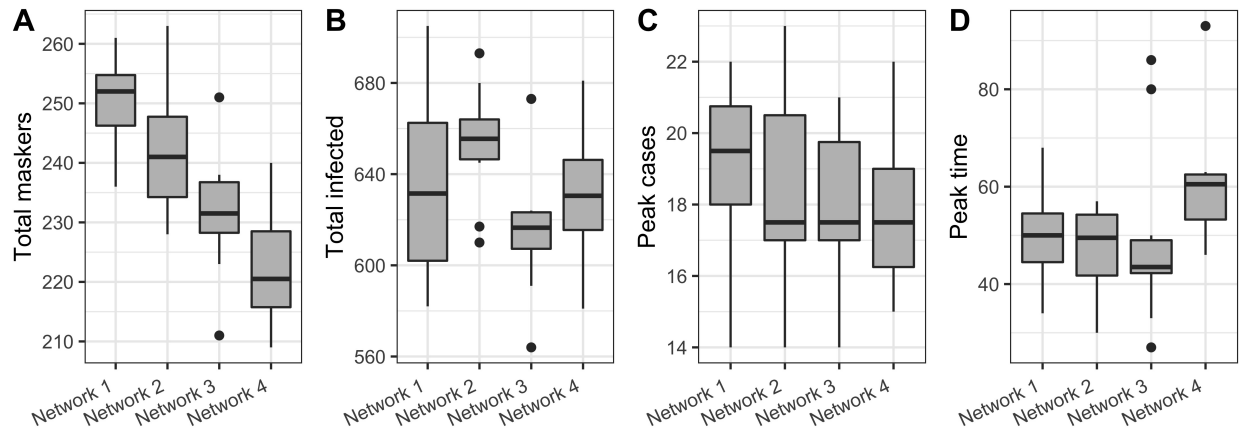 A
Total maskers
260
250
240
230
220
210
Network 1
Network 2
Network 3
Network 4
B
Total infected
680
640
600
560
Network 1
Network 2
Network 3
Network 4
C
Peak cases
22
20
18
16
14
Network 1
Network 2
Network 3
Network 4
D
Peak time
80
60
40
Network 1
Network 2
Network 3
Network 4